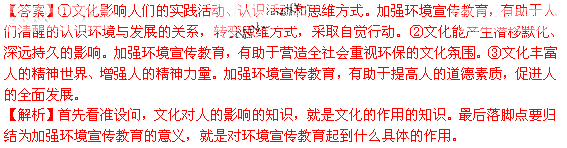 【答案】①文化影响人们的实践活动、认识活动和思维方式。加强环境宣传教育，有助于人
们清醒的认识环境与发展的关系，转变思维方式，采取自觉行动。②文化能产生潜移默化、
深远持久的影响。加强环境宣传教育，有助于营造全社会重视环保的文化氛围。③文化丰富
人的精神世界、增强人的精神力量。加强环境宣传教育，有助于提高人的道德素质，促进人
的全面发展。
【解析】首先看准设问，文化对人的影响的知识，就是文化的作用的知识。最后落脚点要归
结为加强环境宣传教育的意义，就是对环境宣传教育起到什么具体的作用。